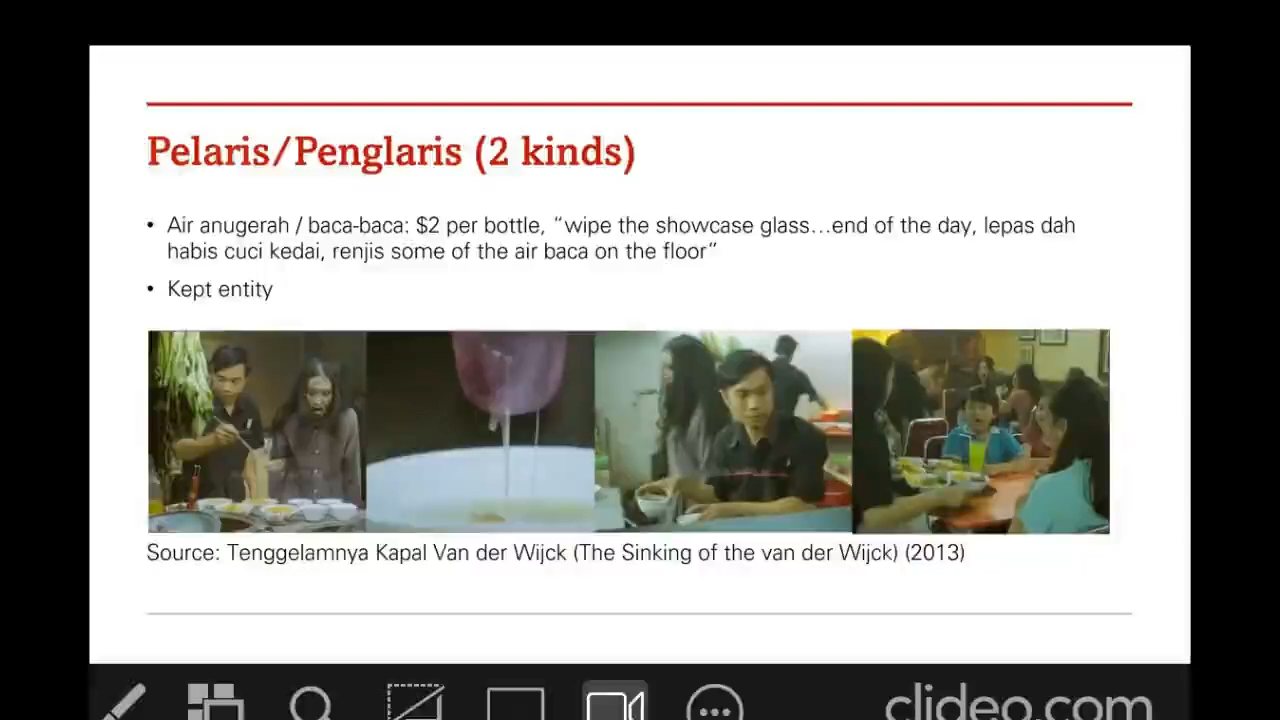 Pelaris/Penglaris (2 kinds)
• Air anugerah / baca-baca: $2 per bottle, “wipe the showcase glass…end of the day, lepas dah
habis cuci kedai, renjis some of the air baca on the floor”
• Kept entity
Source: Tenggelamnya Kapal Van der Wijck (The Sinking of the van der Wijck) (2013)
clideo.com